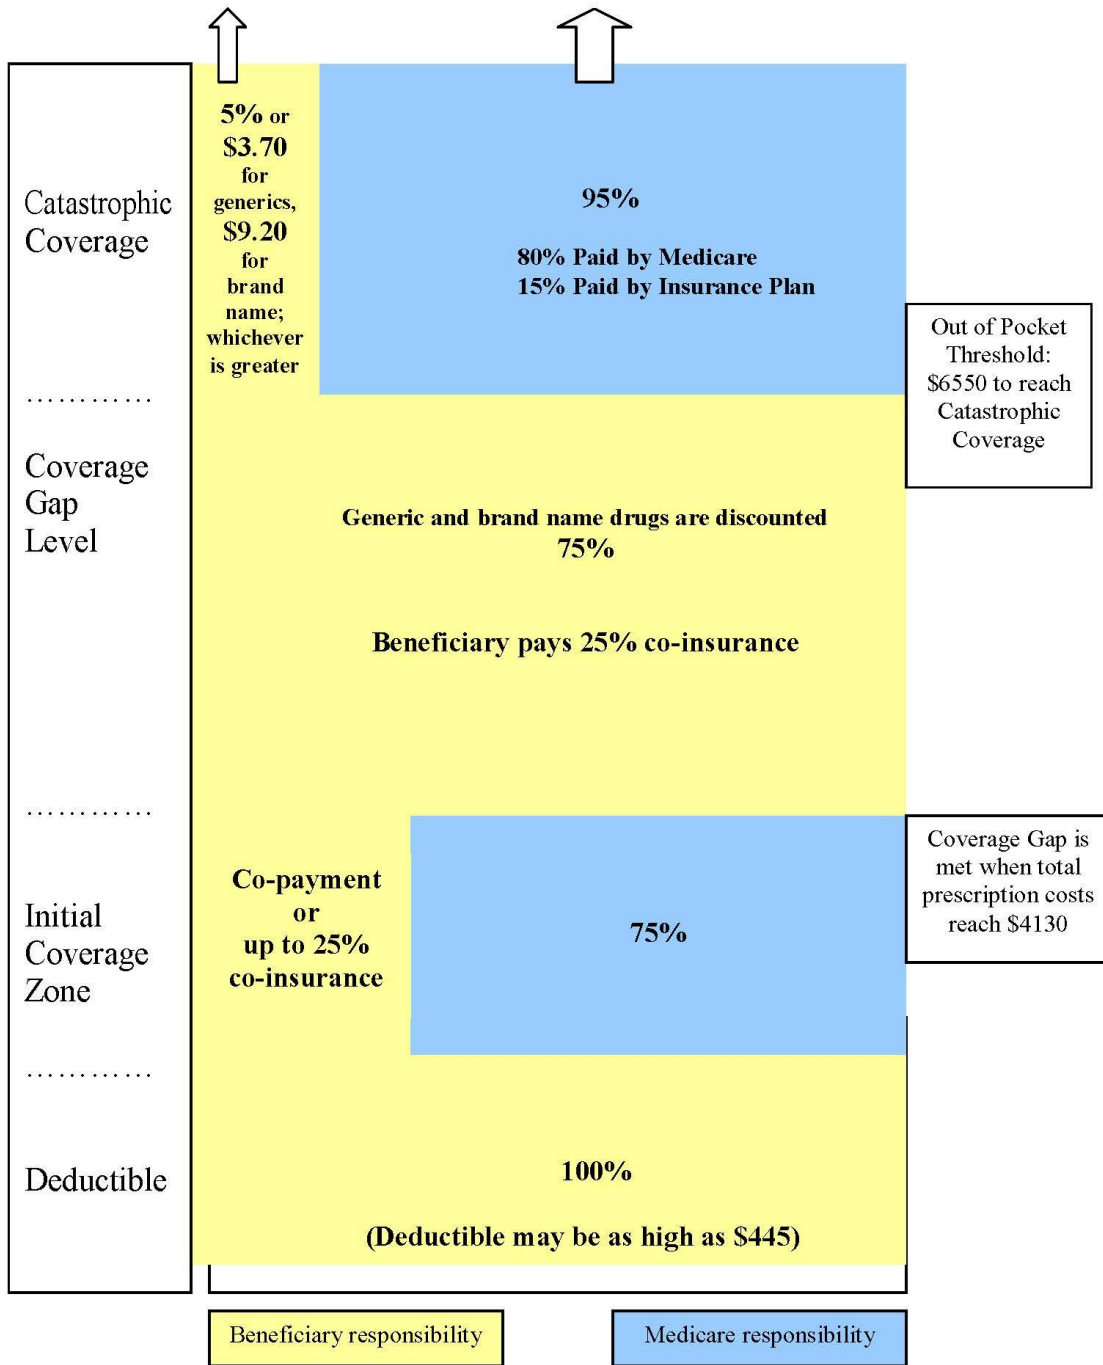 Catastrophic
Coverage
5% or
$3.70
for
generics,
$9.20
for
brand
name;
whichever
is greater
95%
80% Paid by Medicare
15% Paid by Insurance Plan
Out of Pocket
Threshold:
$6550 to reach
Catastrophic
Coverage
…………
Coverage
Gap
Level
Generic and brand name drugs are discounted
75%
Beneficiary pays 25% co-insurance
…………
Initial
Coverage
Zone
Co-payment
or
up to 25%
co-insurance
75%
Coverage Gap is
met when total
prescription costs
reach $4130
…………
Deductible
100%
(Deductible may be as high as $445)
Beneficiary responsibility
Medicare responsibility